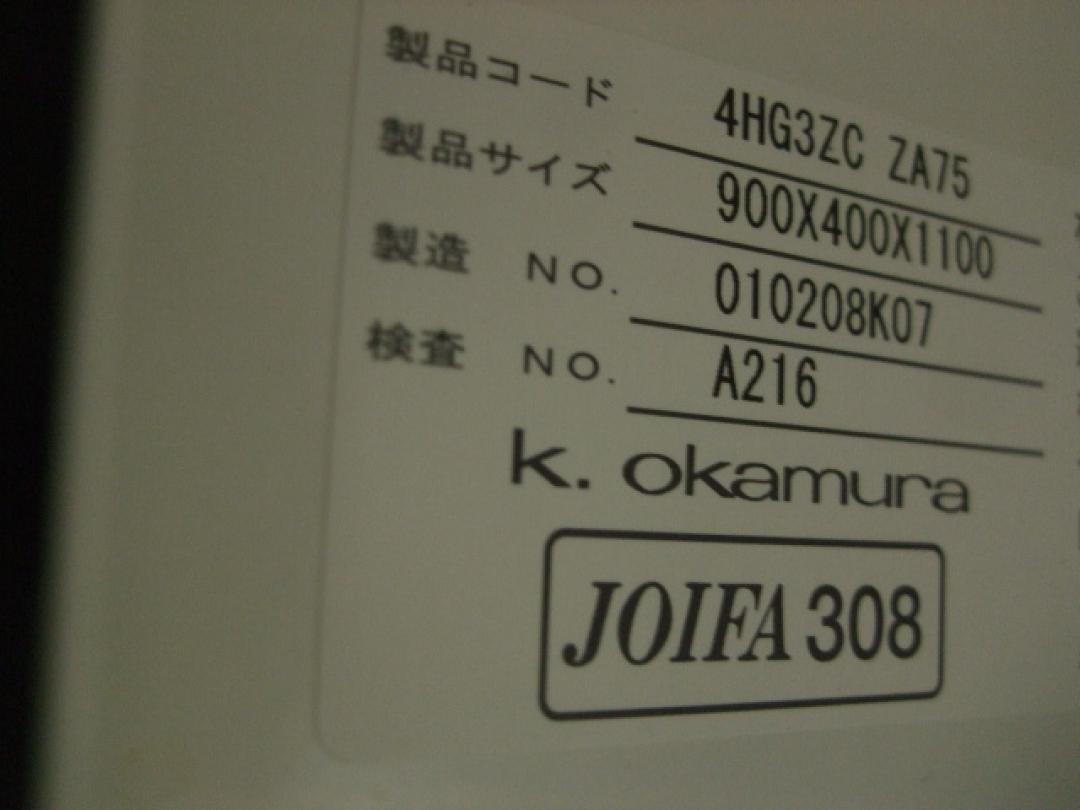 製品コード 4HG3ZC ZA75
製品サイズ 900X400X1100
製造 NO. 010208K07
検査 NO. A216
k. okamura
JOIFA 308